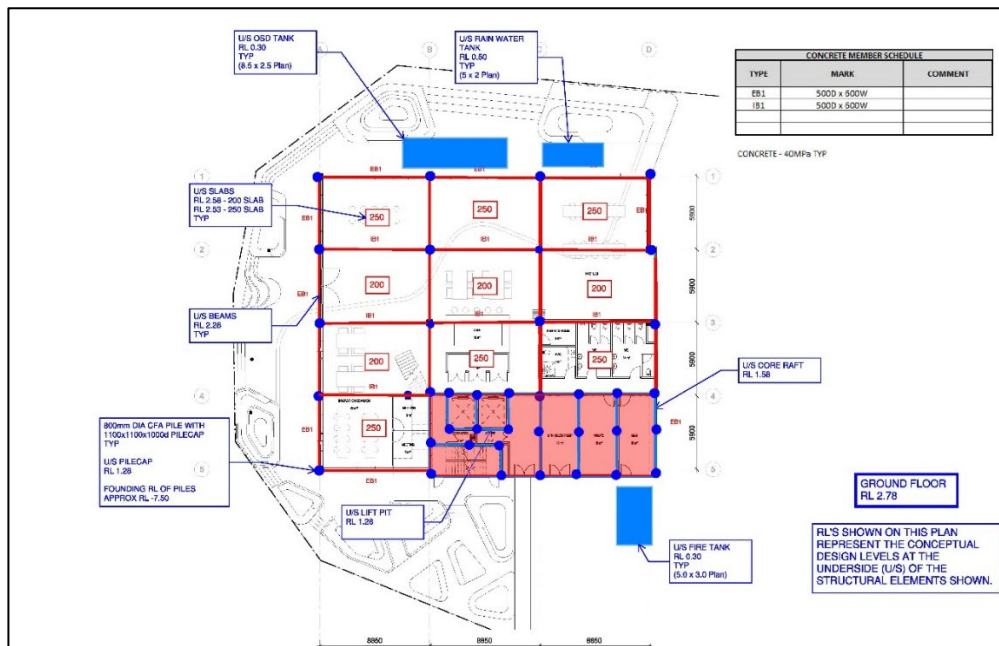 U/S OSD TANK
RL 0.30
TYP
(8.5 x 2.5 Plan)
U/S RAIN WATER
TANK
RL 0.50
TYP
(5 x 2 Plan)
A
B
C
D
CONCRETE MEMBER SCHEDULE
TYPE MARK COMMENT
EB1 500D x 600W
IB1 500D x 600W
CONCRETE - 40MPa TYP
EB1 EB1
1 1
U/S SLABS
RL 2.58 - 200 SLAB
RL 2.53 - 250 SLAB
TYP
EB1 250 250 250 EB1
5900
IB1 IB1 IB1
2 2
EB1 200 200 200
5900
U/S BEAMS
RL 2.28
TYP
IB1 IB1 IB1
3 3
200 250 250
5900
U/S CORE RAFT
RL 1.58
IB1
4 4
800mm DIA CFA PILE WITH
1100x1100x1000d PILECAP
TYP
U/S PILECAP
RL 1.28
FOUNDING RL OF PILES
APPROX RL -7.50
250
EB1
5900
5 5
EB1
U/S LIFT PIT
RL 1.28
GROUND FLOOR
RL 2.78
RL'S SHOWN ON THIS PLAN
REPRESENT THE CONCEPTUAL
DESIGN LEVELS AT THE
UNDERSIDE (U/S) OF THE
STRUCTURAL ELEMENTS SHOWN.
U/S FIRE TANK
RL 0.30
TYP
(5.0 x 3.0 Plan)
8850 8850 8850